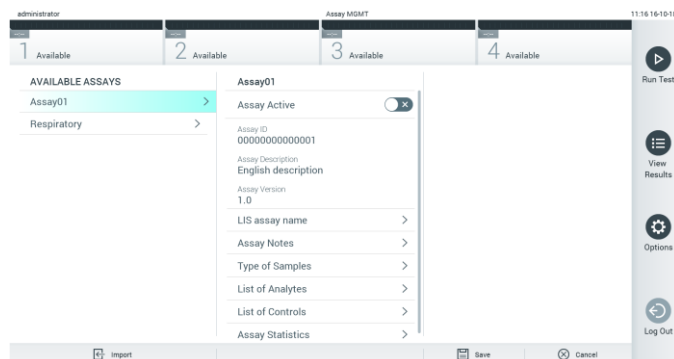 administrator
Assay MGMT
11:16 16-10-18
1 Available
2 Available
3 Available
4 Available
AVAILABLE ASSAYS
Assay01
Respiratory
Assay01
Assay Active
Assay ID
00000000000001
Assay Description
English description
Assay Version
1.0
LIS assay name
Assay Notes
Type of Samples
List of Analytes
List of Controls
Assay Statistics
Run Test
View
Results
Options
Log Out
Import
Save
Cancel